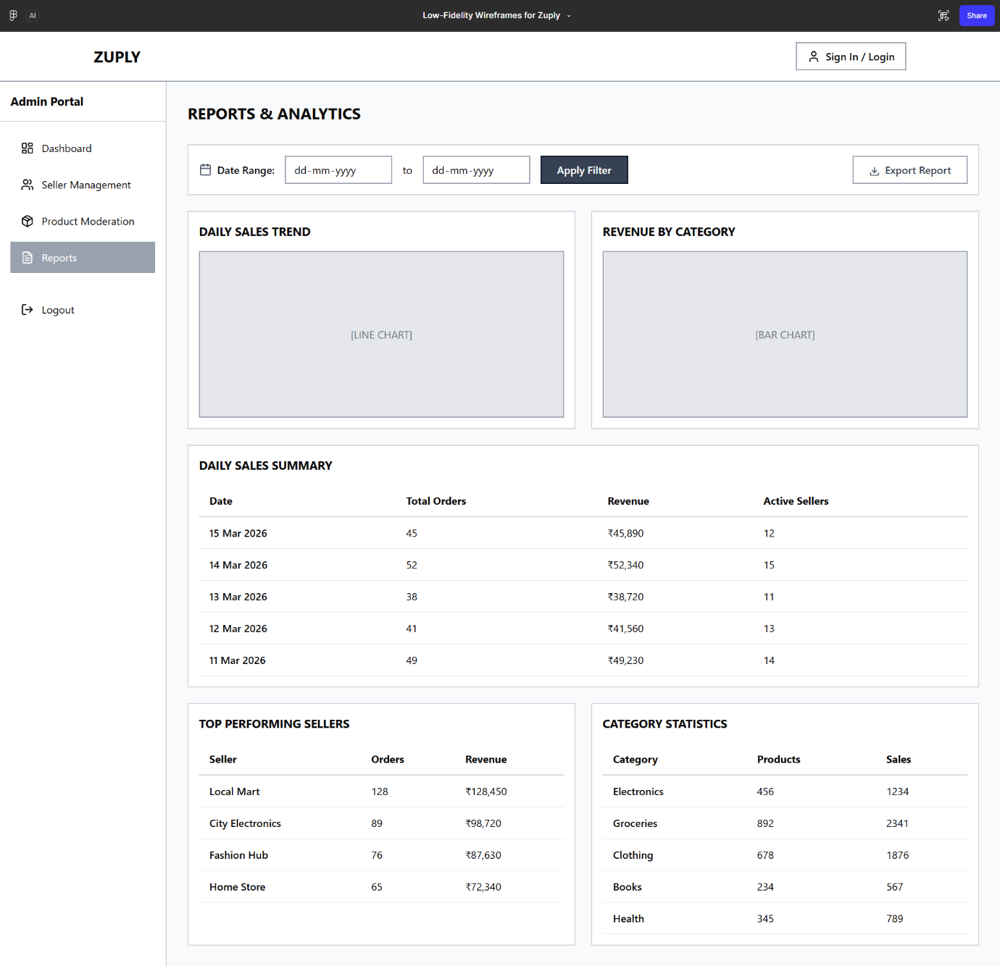 AI
Low-Fidelity Wireframes for Zuply
Share
ZUPLY
Sign In / Login
Admin Portal
Dashboard
Seller Management
Product Moderation
Reports
Logout
REPORTS & ANALYTICS
Date Range: dd-mm-yyyy to dd-mm-yyyy Apply Filter Export Report
DAILY SALES TREND
[LINE CHART]
REVENUE BY CATEGORY
[BAR CHART]
DAILY SALES SUMMARY
Date Total Orders Revenue Active Sellers
15 Mar 2026 45 ₹45,890 12
14 Mar 2026 52 ₹52,340 15
13 Mar 2026 38 ₹38,720 11
12 Mar 2026 41 ₹41,560 13
11 Mar 2026 49 ₹49,230 14
TOP PERFORMING SELLERS
Seller Orders Revenue
Local Mart 128 ₹128,450
City Electronics 89 ₹98,720
Fashion Hub 76 ₹87,630
Home Store 65 ₹72,340
CATEGORY STATISTICS
Category Products Sales
Electronics 456 1234
Groceries 892 2341
Clothing 678 1876
Books 234 567
Health 345 789